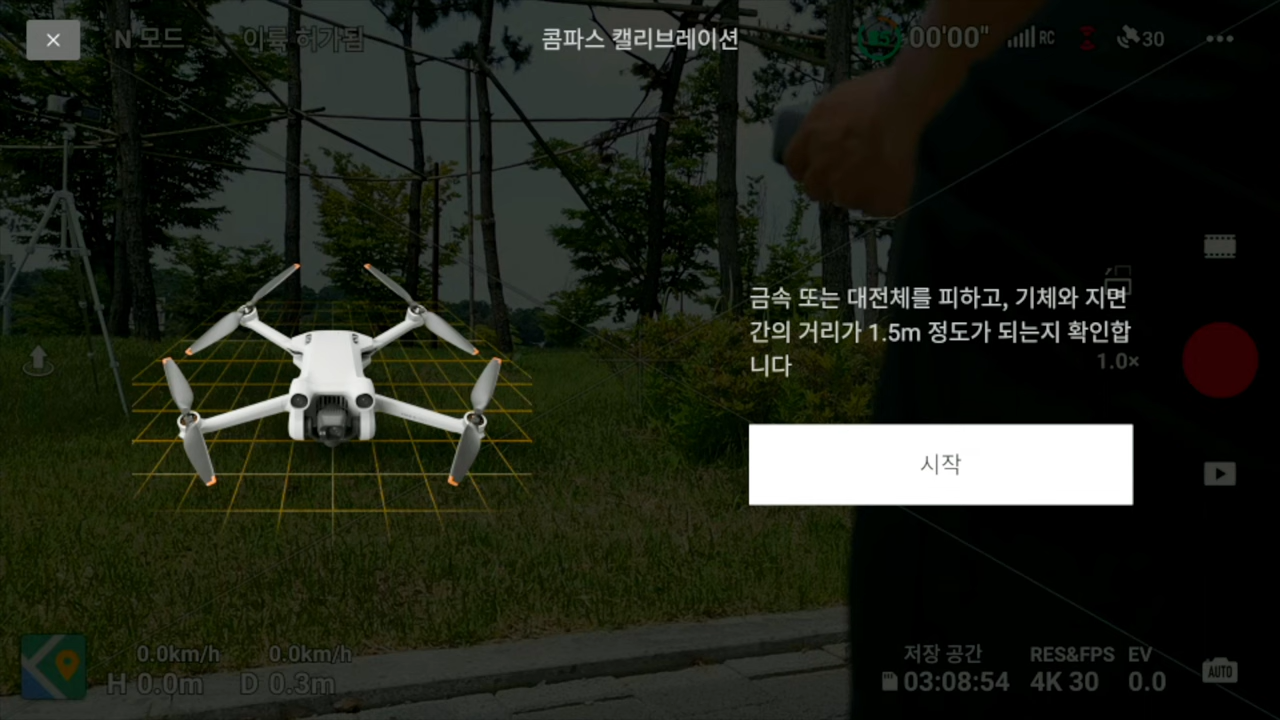 N 모드
이륙 허가됨
콤파스 캘리브레이션
00'00"
RC
30
금속 또는 대전체를 피하고, 기체와 지면
간의 거리가 1.5m 정도가 되는지 확인합
니다
1.0×
시작
0.0km/h
0.0km/h
H 0.0m
D 0.3m
저장 공간
RES&FPS
EV
03:08:54
4K 30
0.0
AUTO